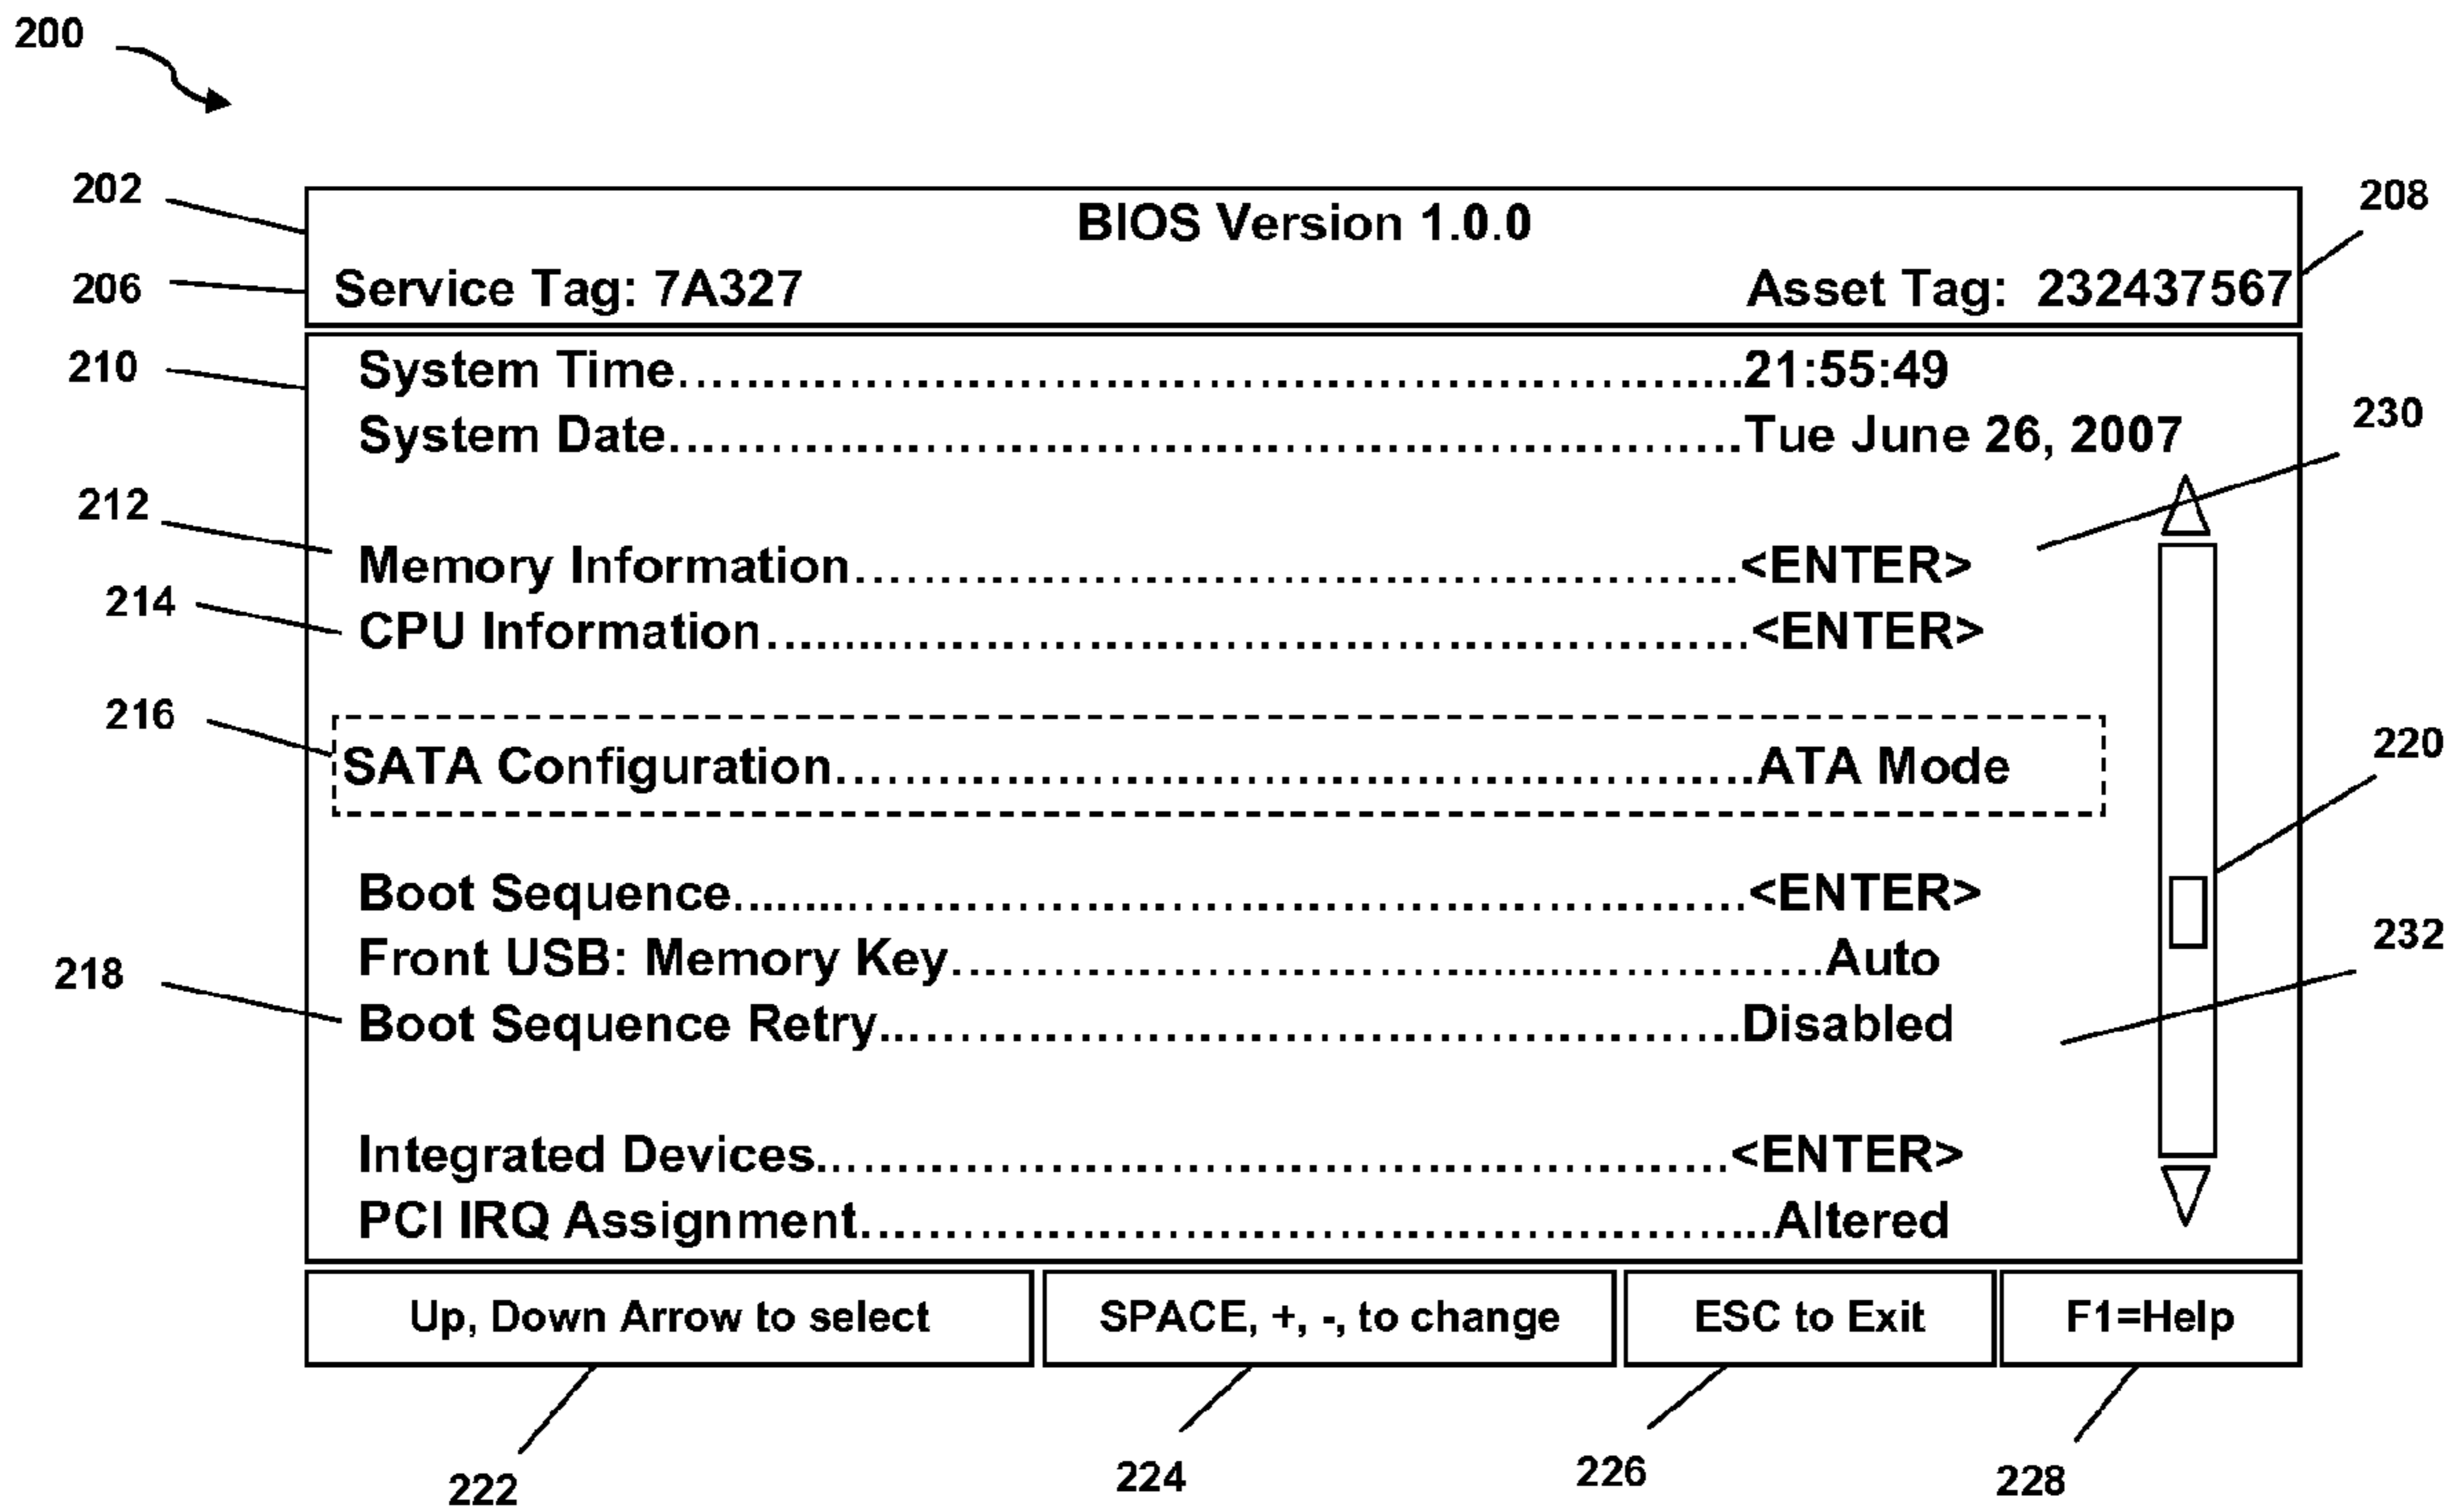 200
202
BIOS Version 1.0.0
208
206
Service Tag: 7A327 Asset Tag: 232437567
210
System Time........................................................21:55:49
System Date........................................................Tue June 26, 2007
230
212
Memory Information..............................................<ENTER>
214
CPU Information...................................................<ENTER>
216
SATA Configuration................................................ATA Mode
220
Boot Sequence.....................................................<ENTER>
232
Front USB: Memory Key.............................................Auto
218
Boot Sequence Retry...............................................Disabled
Integrated Devices................................................<ENTER>
PCI IRQ Assignment................................................Altered
Up, Down Arrow to select SPACE, +, -, to change ESC to Exit F1=Help
222 224 226 228